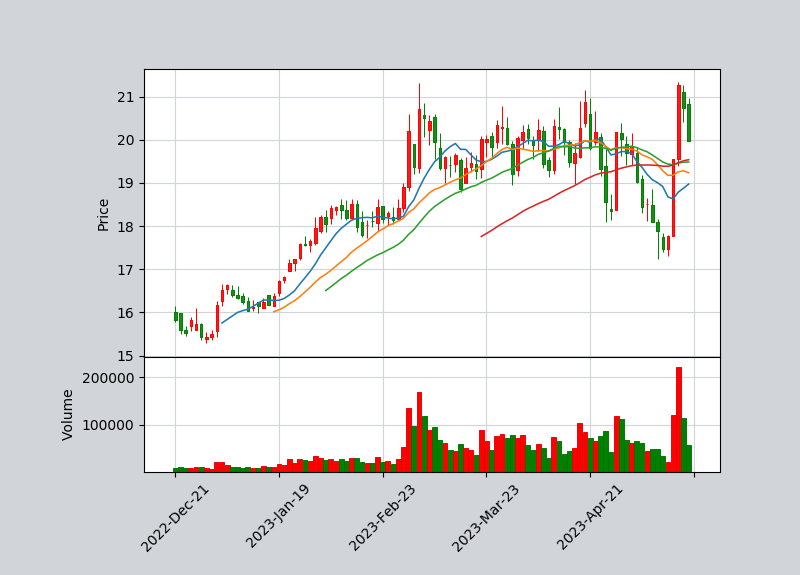 Price
21
20
19
18
17
16
15
Volume
200000
100000
2022-Dec-21
2023-Jan-19
2023-Feb-23
2023-Mar-23
2023-Apr-21